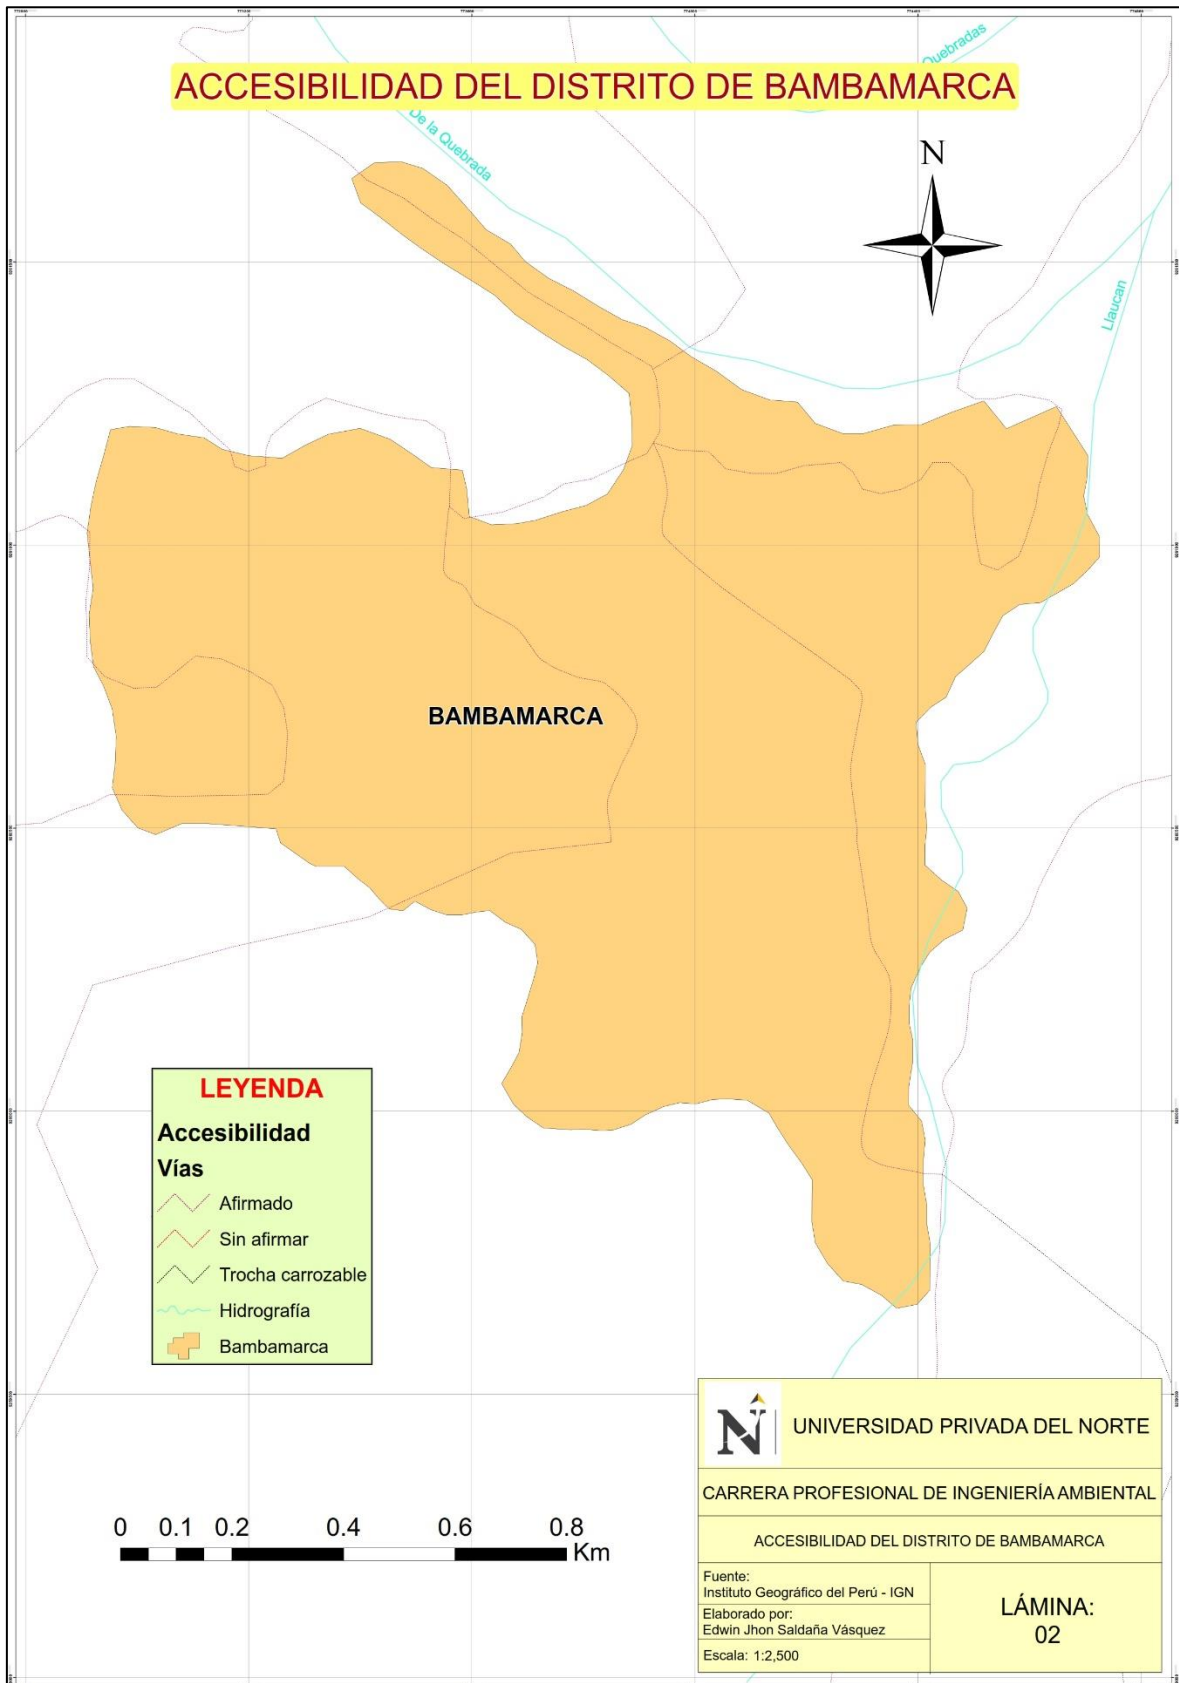 Quebradas
ACCESIBILIDAD DEL DISTRITO DE BAMBAMARCA
De la Quebrada
N
Llaucan
BAMBAMARCA
LEYENDA
Accesibilidad
Vías
Afirmado
Sin afirmar
Trocha carrozable
Hidrografía
Bambamarca
0 0.1 0.2 0.4 0.6 0.8
Km
N
UNIVERSIDAD PRIVADA DEL NORTE
CARRERA PROFESIONAL DE INGENIERÍA AMBIENTAL
ACCESIBILIDAD DEL DISTRITO DE BAMBAMARCA
Fuente:
Instituto Geográfico del Perú - IGN
Elaborado por:
Edwin Jhon Saldaña Vásquez
Escala: 1:2,500
LÁMINA:
02